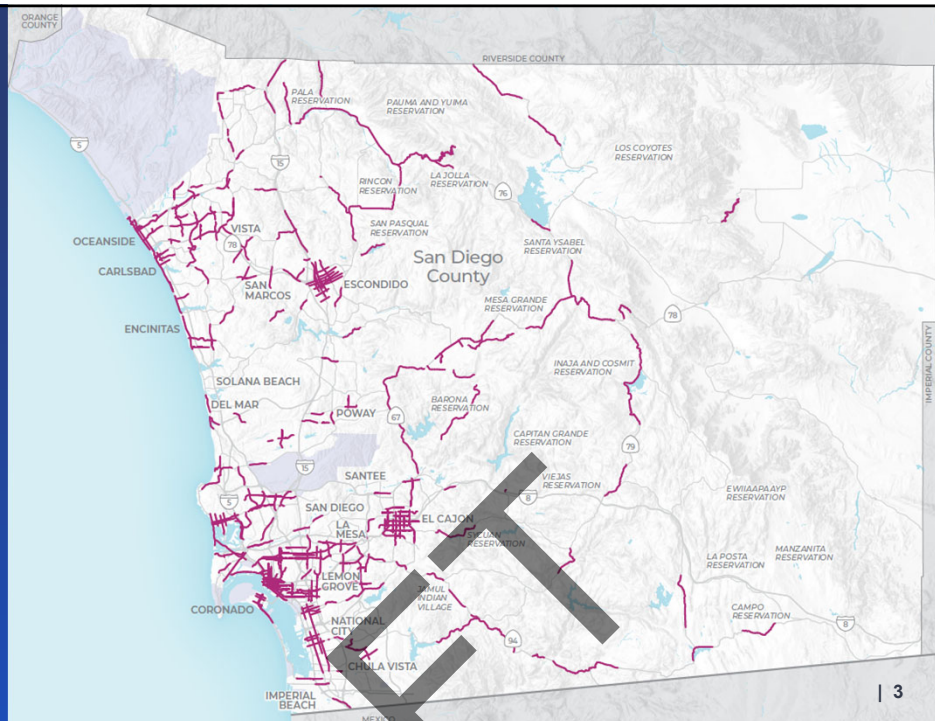 ORANGE
COUNTY
RIVERSIDE COUNTY
PALA
RESERVATION
PAUMA AND YUIMA
RESERVATION
5
15
LOS COYOTES
RESERVATION
RINCON
RESERVATION
LA JOLLA
RESERVATION
76
OCEANSIDE
VISTA
78
SAN PASQUAL
RESERVATION
SANTA YSABEL
RESERVATION
San Diego
County
CARLSBAD
SAN
MARCOS
ESCONDIDO
MESA GRANDE
RESERVATION
78
ENCINITAS
IMPERIAL COUNTY
INAJA AND COSMIT
RESERVATION
SOLANA BEACH
DEL MAR
POWAY
67
BARONA
RESERVATION
CAPITAN GRANDE
RESERVATION
79
15
SANTEE
VIEJAS
RESERVATION
8
EWIIAAPAAYP
RESERVATION
5
SAN DIEGO
LA
MESA
EL CAJON
SYCUAN
RESERVATION
LA POSTA
RESERVATION
MANZANITA
RESERVATION
LEMON
GROVE
JAMUL
INDIAN
VILLAGE
CORONADO
NATIONAL
CITY
94
CAMPO
RESERVATION
8
CHULA VISTA
IMPERIAL
BEACH
MEXICO
| 3